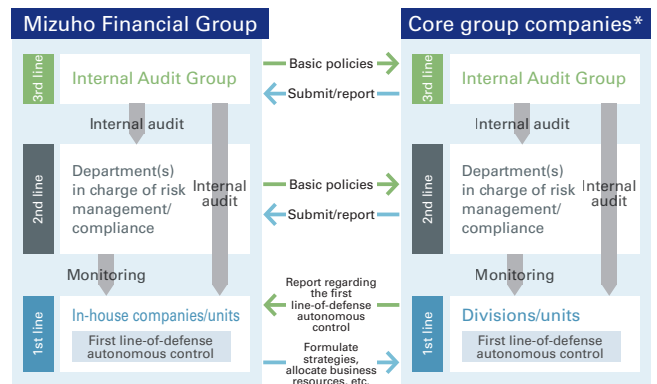 Mizuho Financial Group
Core group companies*
3rd line
Internal Audit Group
Basic policies
Submit/report
3rd line
Internal Audit Group
Internal audit
Internal audit
2nd line
Department(s)
in charge of risk
management/
compliance
Internal
audit
Basic policies
Submit/report
2nd line
Department(s)
in charge of risk
management/
compliance
Internal
audit
Monitoring
Monitoring
1st line
In-house companies/units
First line-of-defense
autonomous control
Report regarding
the first
line-of-defense
autonomous
control
Formulate
strategies,
allocate business
resources, etc.
1st line
Divisions/units
First line-of-defense
autonomous control